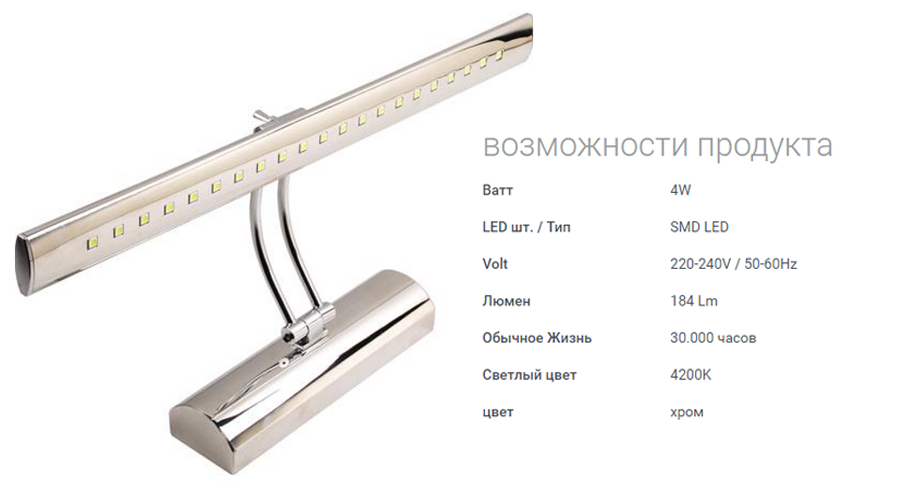 возможности продукта
Ватт 4W
LED шт. / Тип SMD LED
Volt 220-240V / 50-60Hz
Люмен 184 Lm
Обычное Жизнь 30.000 часов
Светлый цвет 4200K
цвет хром